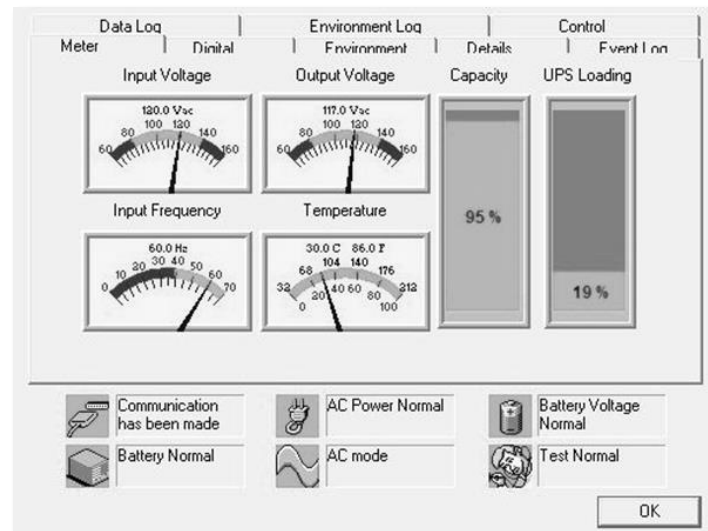 Data Log Environment Log Control
Meter Digital Environment Details Event Log
Input Voltage Output Voltage Capacity UPS Loading
120.0 Vac
60 80 100 120 140 160
117.0 Vac
60 80 100 120 140 160
95 %
19 %
Input Frequency Temperature
60.0 Hz
0 10 20 30 40 50 60 70
30.0 C 86.0 F
32 68 104 140 176 212
0 20 40 60 80 100
Communication
has been made
AC Power Normal
Battery Voltage
Normal
Battery Normal
AC mode
Test Normal
OK